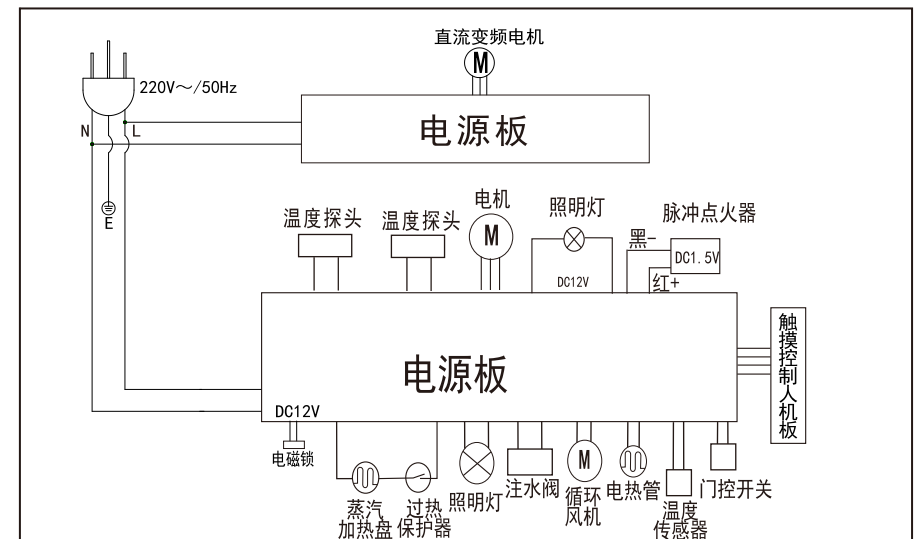 直流变频电机
M
220V～/50Hz
电源板
N
L
E
温度探头
温度探头
电机
M
照明灯
DC12V
脉冲点火器
黑-
DC1.5V
红+
电源板
触摸控制人机板
DC12V
电磁锁
蒸汽
加热盘
过热
保护器
照明灯
注水阀
M
循环
风机
电热管
温度
传感器
门控开关